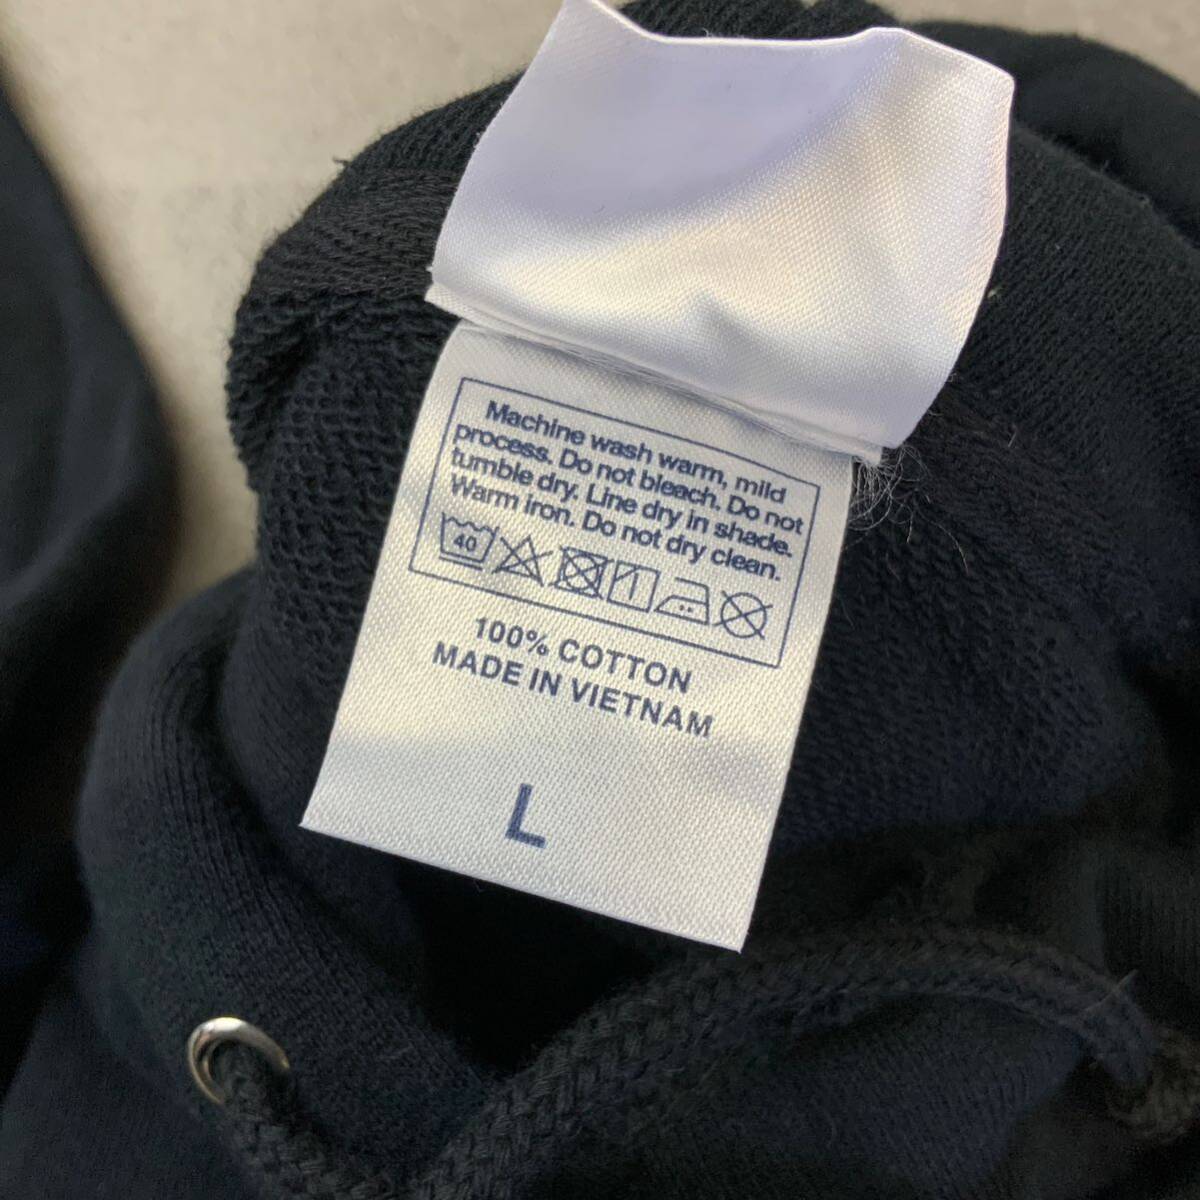 Machine wash warm, mild
process. Do not bleach. Do not
tumble dry. Line dry in shade.
Warm iron. Do not dry clean.
40
100% COTTON
MADE IN VIETNAM
L